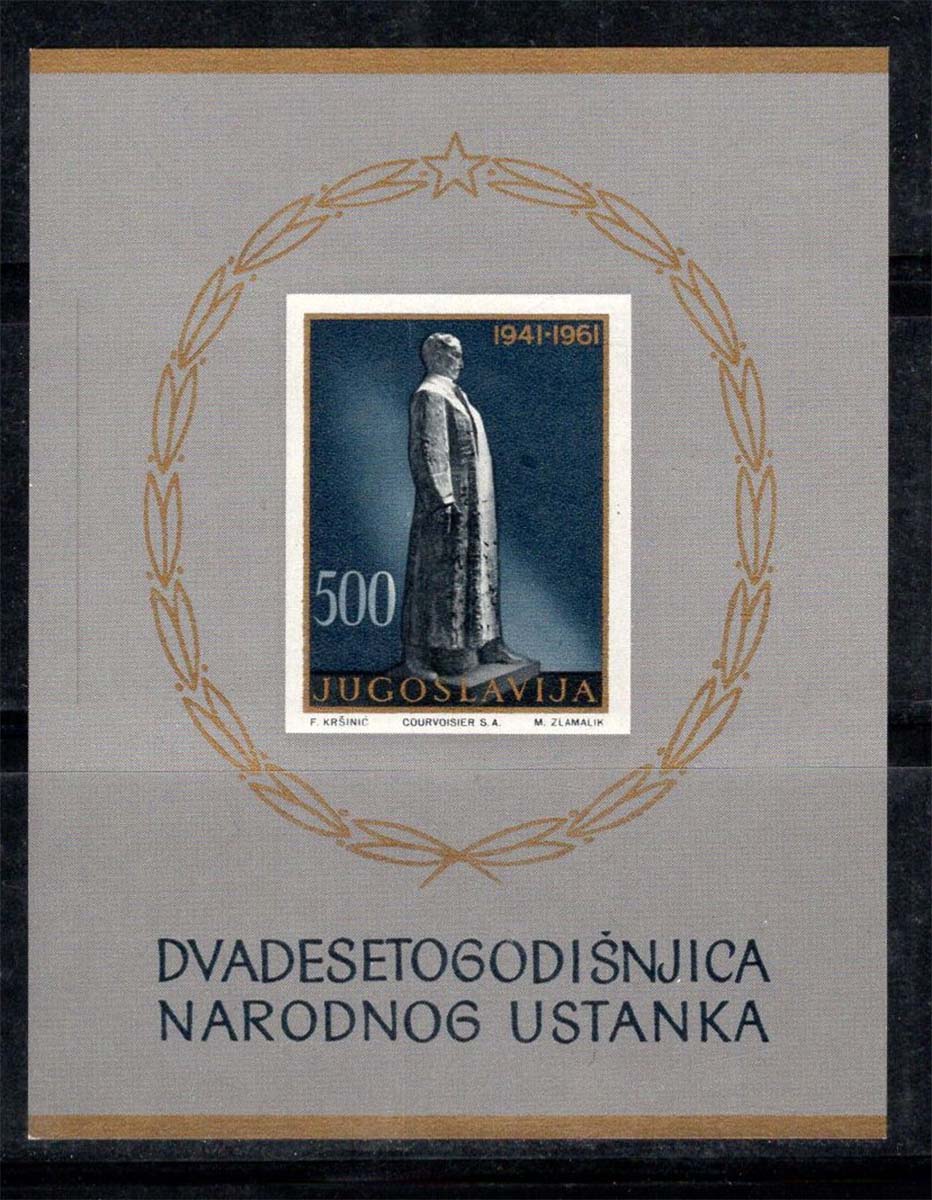 1941·1961
500
JUGOSLAVIJA
F. KRŠINIĆ COURVOISIER S.A. M. ZLAMALIK
DVADESETOGODIŠNJICA
NARODNOG USTANKA